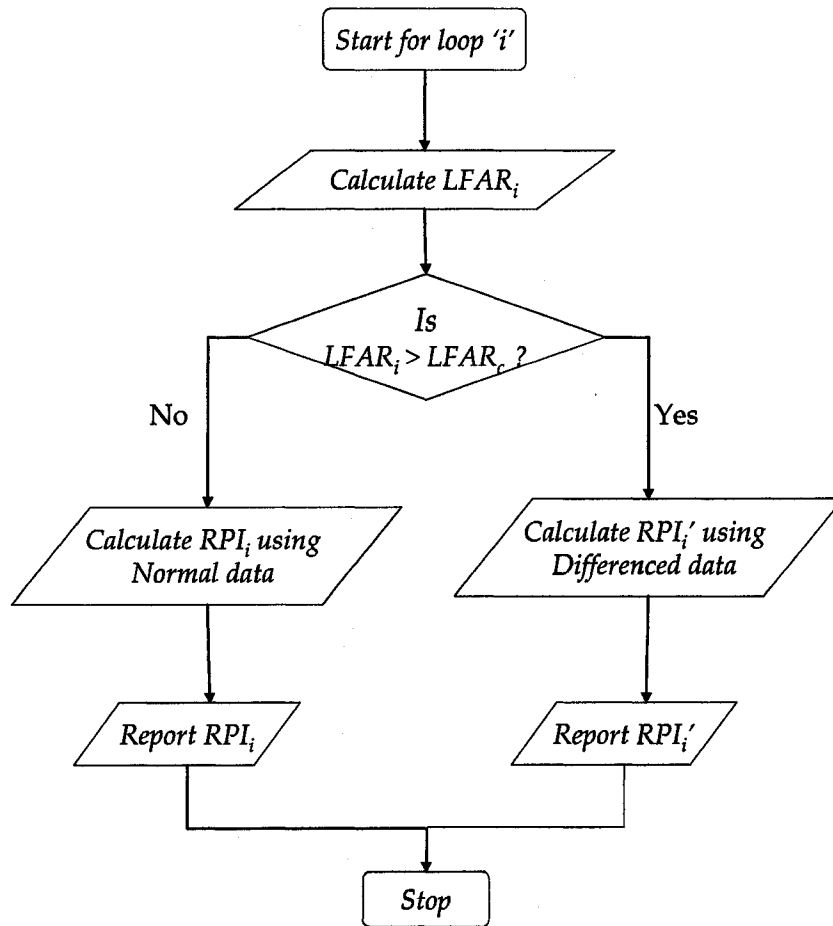 Start for loop ‘i’
Calculate LFARᵢ
Is
LFARᵢ > LFAR_c ?
No
Yes
Calculate RPIᵢ using
Normal data
Calculate RPIᵢ’ using
Differenced data
Report RPIᵢ
Report RPIᵢ’
Stop